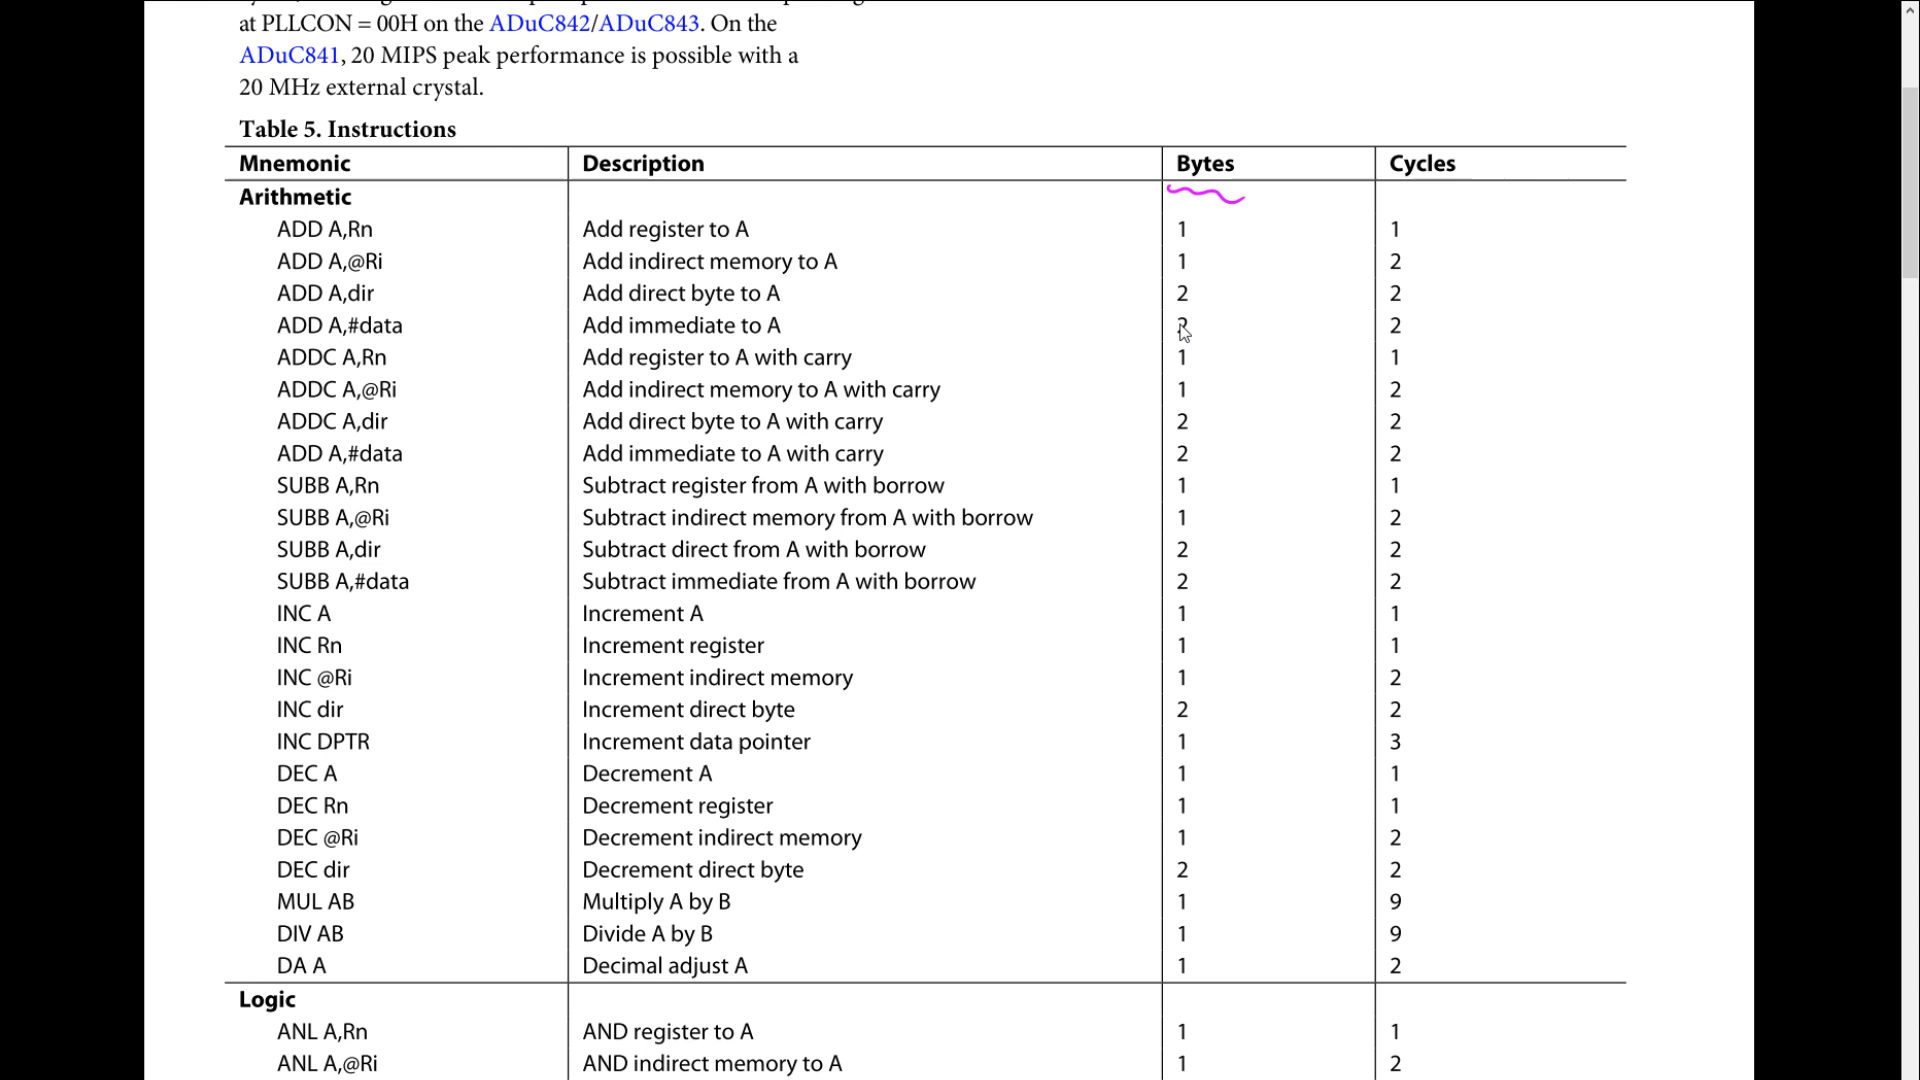 at PLLCON = 00H on the ADuC842/ADuC843. On the
ADuC841, 20 MIPS peak performance is possible with a
20 MHz external crystal.
Table 5. Instructions
Mnemonic Description Bytes Cycles
Arithmetic
ADD A,Rn Add register to A 1 1
ADD A,@Ri Add indirect memory to A 1 2
ADD A,dir Add direct byte to A 2 2
ADD A,#data Add immediate to A 2 2
ADDC A,Rn Add register to A with carry 1 1
ADDC A,@Ri Add indirect memory to A with carry 1 2
ADDC A,dir Add direct byte to A with carry 2 2
ADD A,#data Add immediate to A with carry 2 2
SUBB A,Rn Subtract register from A with borrow 1 1
SUBB A,@Ri Subtract indirect memory from A with borrow 1 2
SUBB A,dir Subtract direct from A with borrow 2 2
SUBB A,#data Subtract immediate from A with borrow 2 2
INC A Increment A 1 1
INC Rn Increment register 1 1
INC @Ri Increment indirect memory 1 2
INC dir Increment direct byte 2 2
INC DPTR Increment data pointer 1 3
DEC A Decrement A 1 1
DEC Rn Decrement register 1 1
DEC @Ri Decrement indirect memory 1 2
DEC dir Decrement direct byte 2 2
MUL AB Multiply A by B 1 9
DIV AB Divide A by B 1 9
DA A Decimal adjust A 1 2
Logic
ANL A,Rn AND register to A 1 1
ANL A,@Ri AND indirect memory to A 1 2